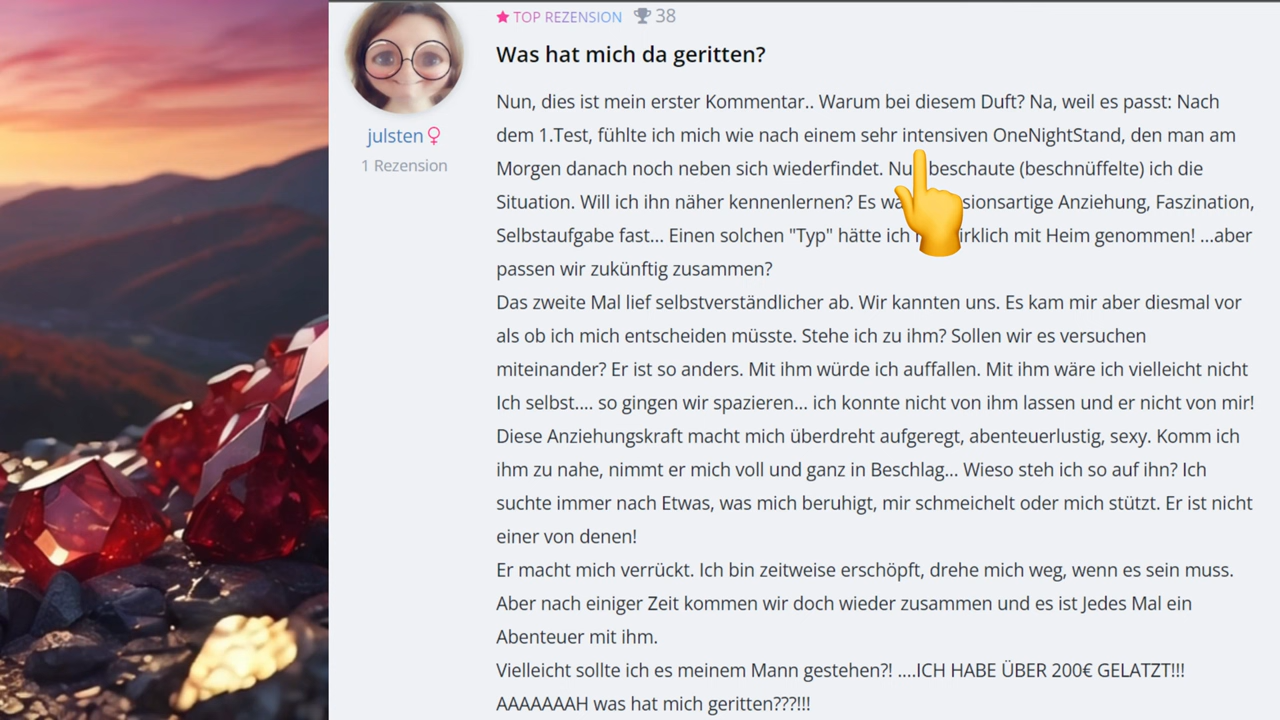 TOP REZENSION 38
Was hat mich da geritten?
julsten
1 Rezension
Nun, dies ist mein erster Kommentar.. Warum bei diesem Duft? Na, weil es passt: Nach
dem 1.Test, fühlte ich mich wie nach einem sehr intensiven OneNightStand, den man am
Morgen danach noch neben sich wiederfindet. beschaute (beschnüffelte) ich die
Situation. Will ich ihn näher kennenlernen? Es Anziehung, Faszination,
Selbstaufgabe fast... Einen solchen "Typ" hätte ich mit Heim genommen! ...aber
passen wir zukünftig zusammen?
Das zweite Mal lief selbstverständlicher ab. Wir kannten uns. Es kam mir aber diesmal vor
als ob ich mich entscheiden müsste. Stehe ich zu ihm? Sollen wir es versuchen
miteinander? Er ist so anders. Mit ihm würde ich auffallen. Mit ihm wäre ich vielleicht nicht
Ich selbst.... so gingen wir spazieren... ich konnte nicht von ihm lassen und er nicht von mir!
Diese Anziehungskraft macht mich überdreht aufgeregt, abenteuerlustig, sexy. Komm ich
ihm zu nahe, nimmt er mich voll und ganz in Beschlag... Wieso steh ich so auf ihn? Ich
suchte immer nach Etwas, was mich beruhigt, mir schmeichelt oder mich stützt. Er ist nicht
einer von denen!
Er macht mich verrückt. Ich bin zeitweise erschöpft, drehe mich weg, wenn es sein muss.
Aber nach einiger Zeit kommen wir doch wieder zusammen und es ist Jedes Mal ein
Abenteuer mit ihm.
Vielleicht sollte ich es meinem Mann gestehen?! ....ICH HABE ÜBER 200€ GELATZT!!!
AAAAAAAH was hat mich geritten???!!!